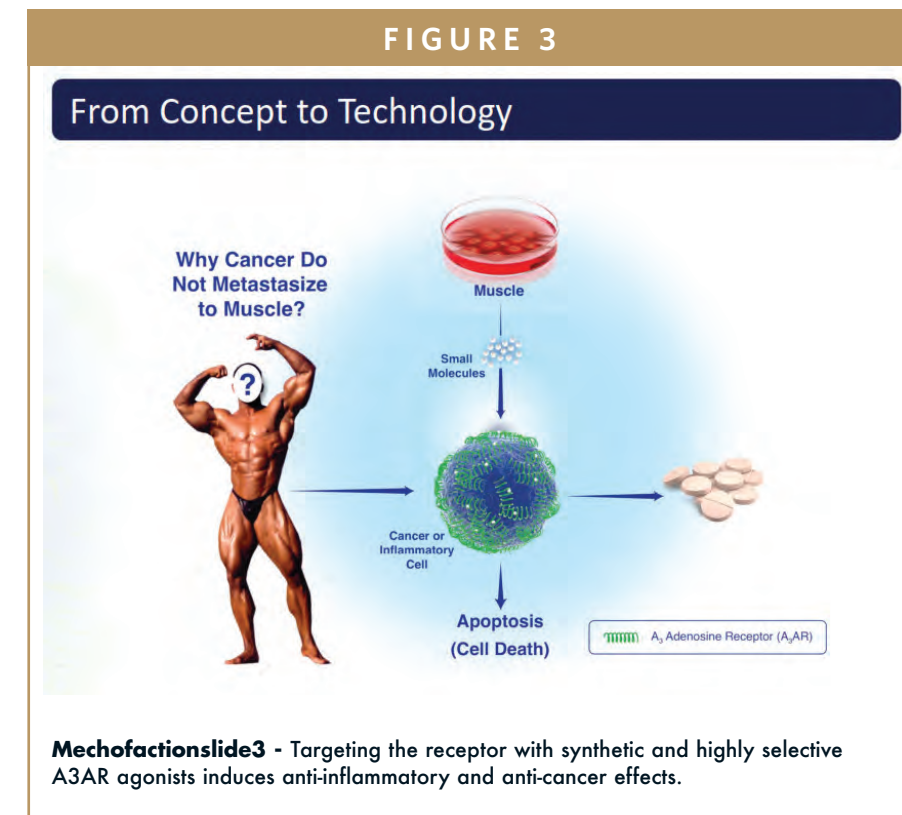 FIGURE 3
From Concept to Technology
Why Cancer Do
Not Metastasize
to Muscle?
?
Muscle
Small
Molecules
Cancer or
Inflammatory
Cell
Apoptosis
(Cell Death)
A₃ Adenosine Receptor (A₃AR)
Mechofactionslide3 - Targeting the receptor with synthetic and highly selective
A3AR agonists induces anti-inflammatory and anti-cancer effects.